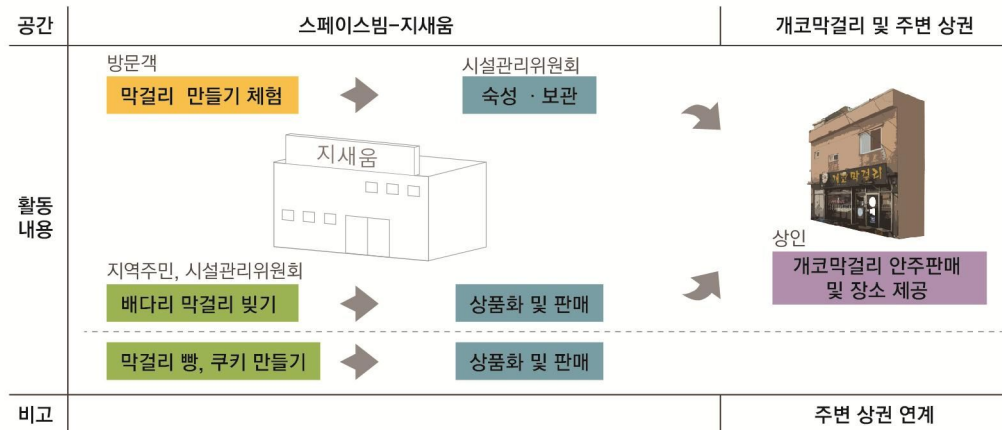 공간
스페이스빔-지새움
개코막걸리 및 주변 상권
활동
내용
방문객
막걸리 만들기 체험
시설관리위원회
숙성 · 보관
지새움
개코막걸리
지역주민, 시설관리위원회
배다리 막걸리 빚기
상품화 및 판매
상인
개코막걸리 안주판매
및 장소 제공
막걸리 빵, 쿠키 만들기
상품화 및 판매
비고
주변 상권 연계